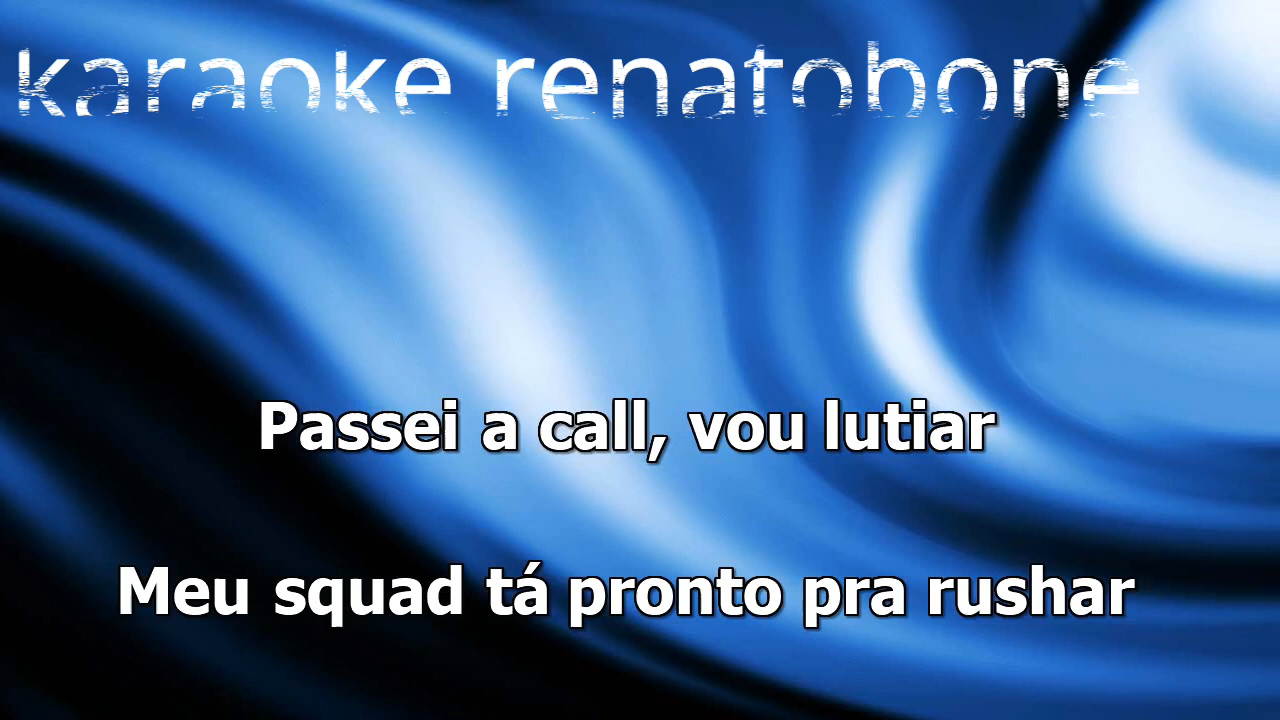 karaoke renatobone
Passei a call, vou lutiar
Meu squad tá pronto pra rushar